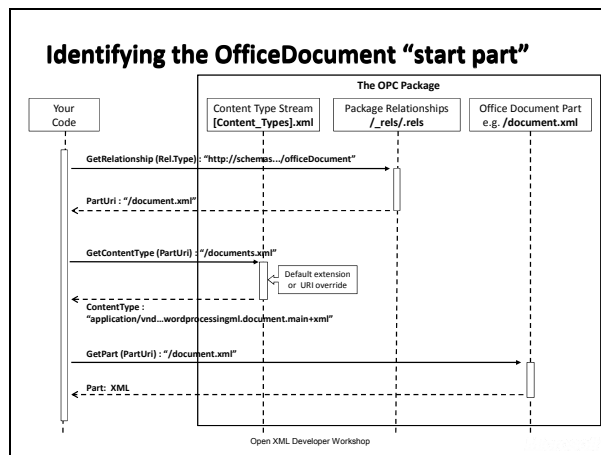 Identifying the OfficeDocument “start part”
The OPC Package
Your
Code
Content Type Stream
[Content_Types].xml
Package Relationships
/_rels/.rels
Office Document Part
e.g. /document.xml
GetRelationship (Rel.Type) : “http://schemas.../officeDocument”
PartUri : “/document.xml”
GetContentType (PartUri) : “/documents.xml”
Default extension
or URI override
ContentType :
“application/vnd...wordprocessingml.document.main+xml”
GetPart (PartUri) : “/document.xml”
Part: XML
Open XML Developer Workshop